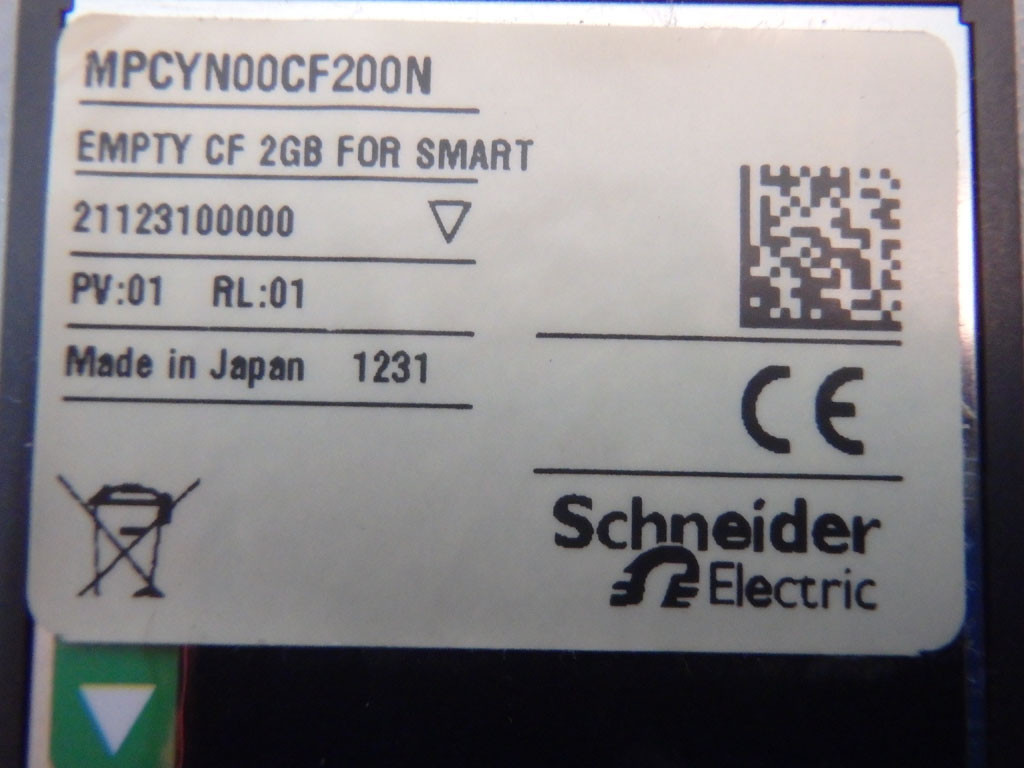 MPCYN00CF200N
EMPTY CF 2GB FOR SMART
21123100000
PV:01 RL:01
Made in Japan 1231
CE
Schneider
Electric